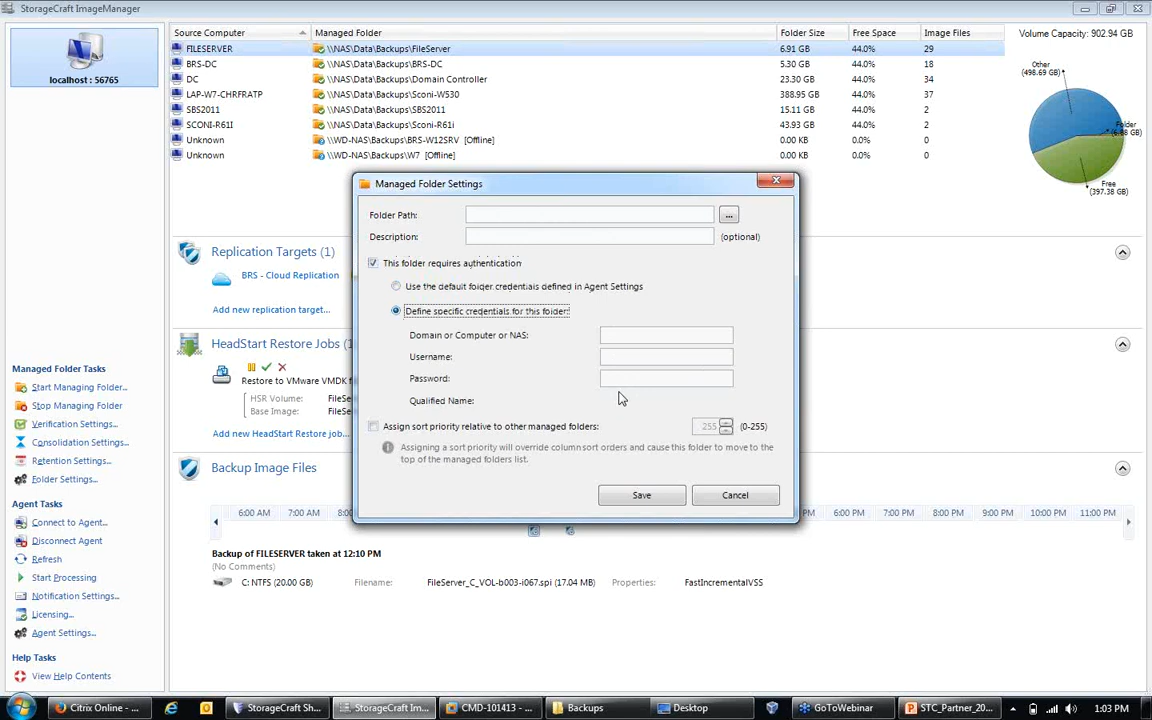 StorageCraft ImageManager
localhost : 56765
Source Computer Managed Folder Folder Size Free Space Image Files
FILESERVER \\NAS\Data\Backups\FileServer 6.91 GB 44.0% 29
BRS-DC \\NAS\Data\Backups\BRS-DC 5.30 GB 44.0% 18
DC \\NAS\Data\Backups\Domain Controller 23.30 GB 44.0% 34
LAP-W7-CHRFRATP \\NAS\Data\Backups\Sconi-W530 388.95 GB 44.0% 37
SBS2011 \\NAS\Data\Backups\SBS2011 15.11 GB 44.0% 2
SCONI-R61I \\NAS\Data\Backups\Sconi-R61i 43.93 GB 44.0% 2
Unknown \\WD-NAS\Backups\BRS-W12SRV [Offline] 0.00 KB 0.0% 0
Unknown \\WD-NAS\Backups\W7 [Offline] 0.00 KB 0.0% 0
Volume Capacity: 902.94 GB
Other
(498.69 GB)
Folder
Free
(397.38 GB)
Managed Folder Settings
Folder Path: ...
Description: (optional)
This folder requires authentication
Use the default folder credentials defined in Agent Settings
Define specific credentials for this folder:
Domain or Computer or NAS:
Username:
Password:
Qualified Name:
Assign sort priority relative to other managed folders: 255 (0-255)
Assigning a sort priority will override column sort orders and cause this folder to move to the
top of the managed folders list.
Save Cancel
Replication Targets (1)
BRS - Cloud Replication
Add new replication target...
HeadStart Restore Jobs (1
Restore to VMware VMDK
HSR Volume: FileSe
Base Image: FileSe
Add new HeadStart Restore job...
Backup Image Files
6:00 AM 7:00 AM 8:0 PM 6:00 PM 7:00 PM 8:00 PM 9:00 PM 10:00 PM 11:00 PM
Backup of FILESERVER taken at 12:10 PM
(No Comments)
C: NTFS (20.00 GB) Filename: FileServer_C_VOL-b003-i067.spi (17.04 MB) Properties: FastIncrementalVSS
Managed Folder Tasks
Start Managing Folder...
Stop Managing Folder
Verification Settings...
Consolidation Settings...
Retention Settings...
Folder Settings...
Agent Tasks
Connect to Agent...
Disconnect Agent
Refresh
Start Processing
Notification Settings...
Licensing...
Agent Settings...
Help Tasks
View Help Contents
Citrix Online - ... StorageCraft Sh... StorageCraft Im... CMD-101413 - ... Backups Desktop GoToWebinar STC_Partner_20... 1:03 PM